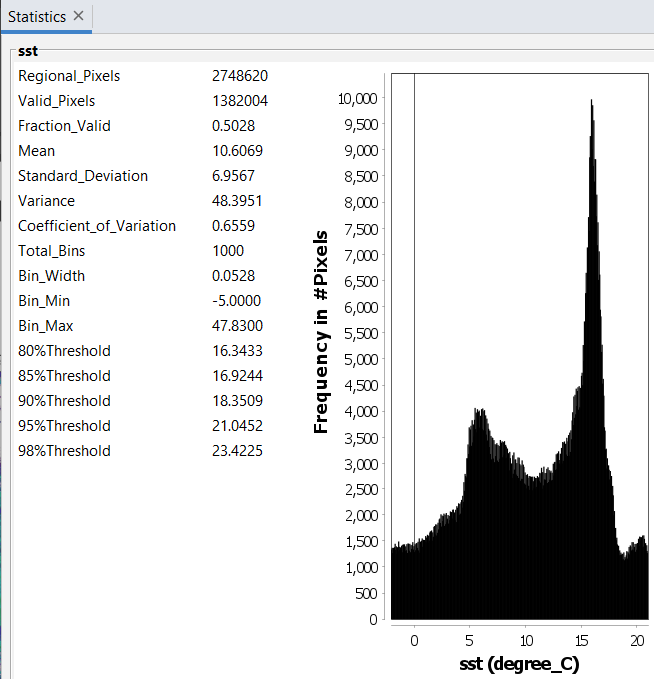 Statistics ×
sst
Regional_Pixels 2748620
Valid_Pixels 1382004
Fraction_Valid 0.5028
Mean 10.6069
Standard_Deviation 6.9567
Variance 48.3951
Coefficient_of_Variation 0.6559
Total_Bins 1000
Bin_Width 0.0528
Bin_Min -5.0000
Bin_Max 47.8300
80%Threshold 16.3433
85%Threshold 16.9244
90%Threshold 18.3509
95%Threshold 21.0452
98%Threshold 23.4225
Frequency in #Pixels
10,000
9,500
9,000
8,500
8,000
7,500
7,000
6,500
6,000
5,500
5,000
4,500
4,000
3,500
3,000
2,500
2,000
1,500
1,000
500
0
0 5 10 15 20
sst (degree_C)